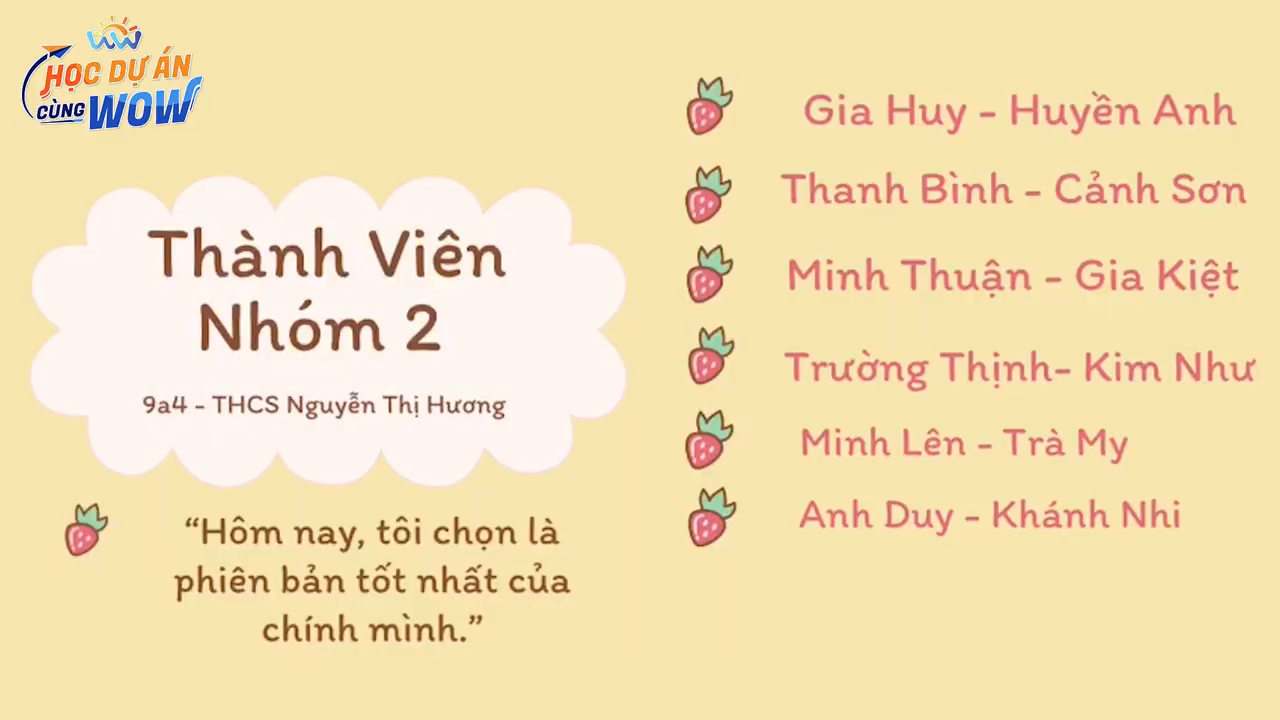 WW
HỌC DỰ ÁN
CÙNG WOW
Thành Viên
Nhóm 2
9a4 - THCS Nguyễn Thị Hương
“Hôm nay, tôi chọn là
phiên bản tốt nhất của
chính mình.”
Gia Huy - Huyền Anh
Thanh Bình - Cảnh Sơn
Minh Thuận - Gia Kiệt
Trường Thịnh- Kim Như
Minh Lên - Trà My
Anh Duy - Khánh Nhi